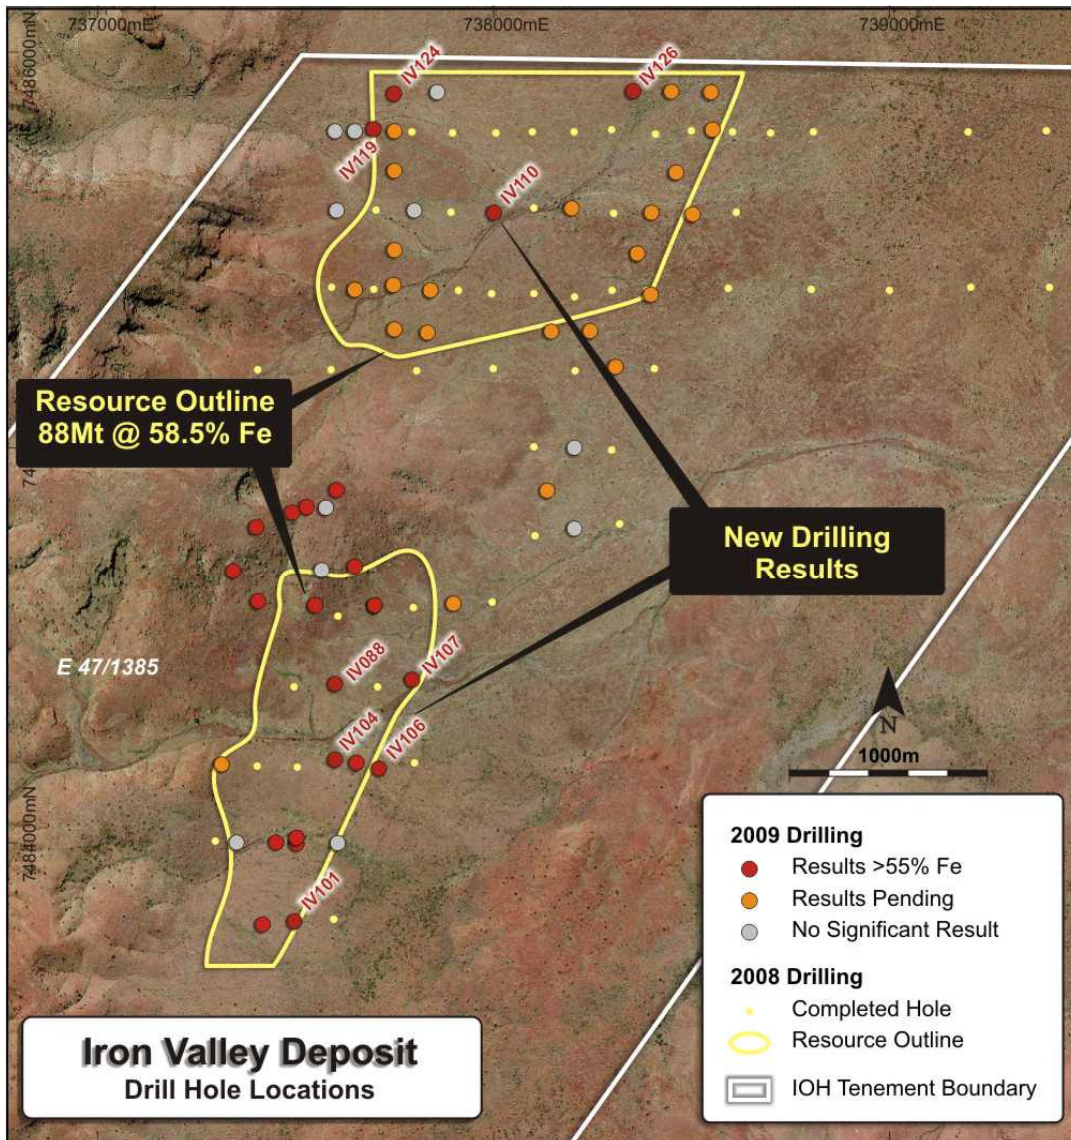 737000mE
738000mE
739000mE
7486000mN
IV124
IV126
IV119
IV110
Resource Outline
88Mt @ 58.5% Fe
New Drilling
Results
E 47/1385
IV088
IV107
IV104
IV106
N
1000m
7484000mN
IV101
2009 Drilling
Results >55% Fe
Results Pending
No Significant Result
2008 Drilling
Completed Hole
Resource Outline
IOH Tenement Boundary
Iron Valley Deposit
Drill Hole Locations